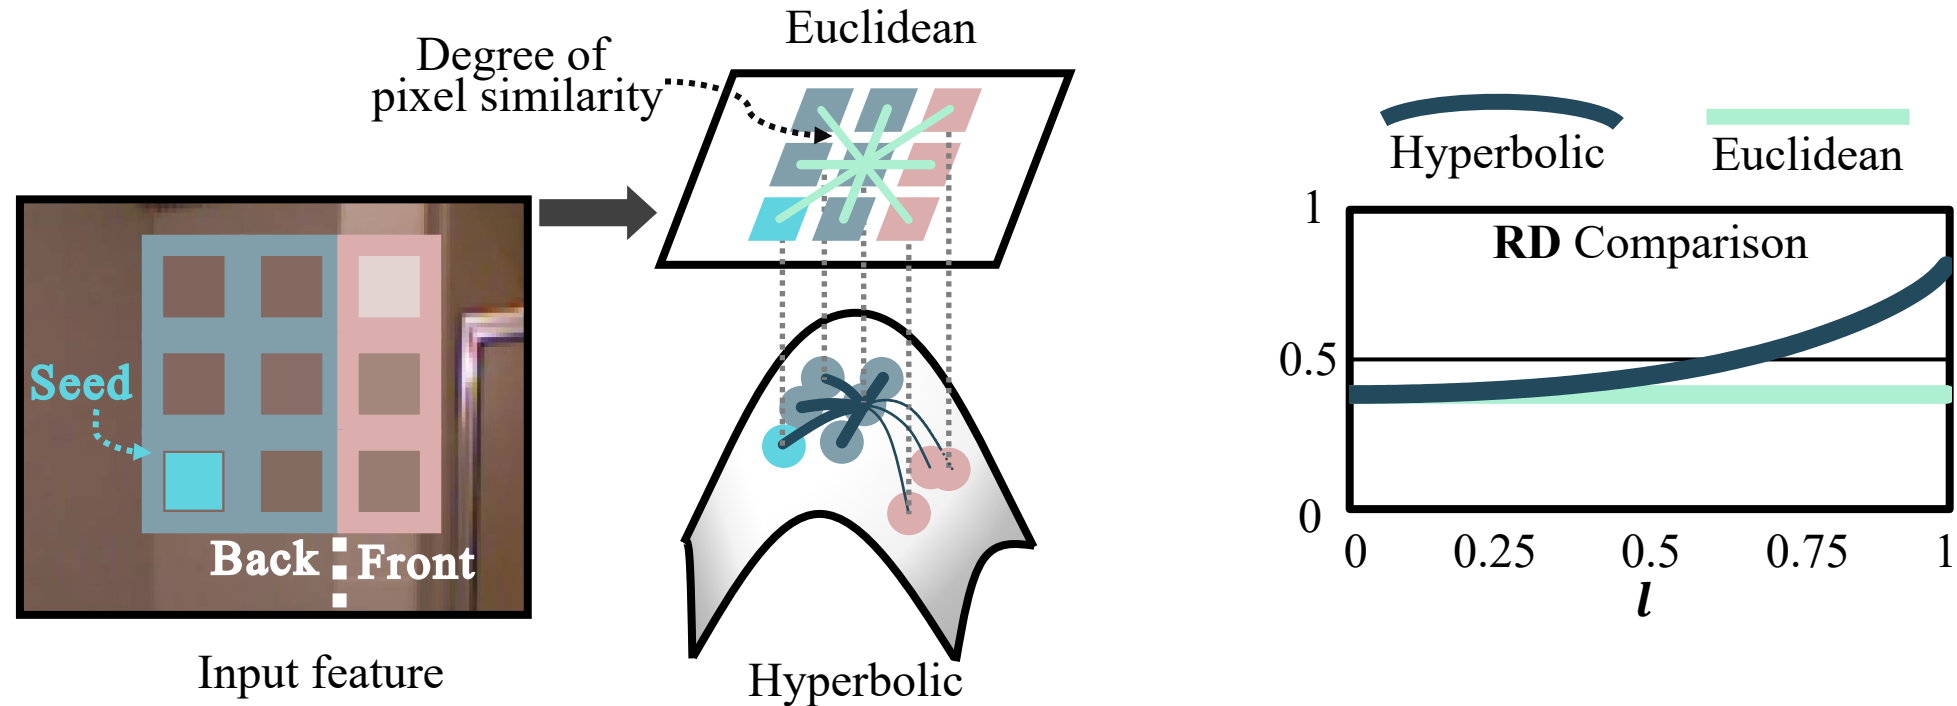 Euclidean
Degree of
pixel similarity
Seed
Back
Front
Input feature
Hyperbolic
Hyperbolic
Euclidean
RD Comparison
1
0.5
0
0
0.25
0.5
0.75
1
l